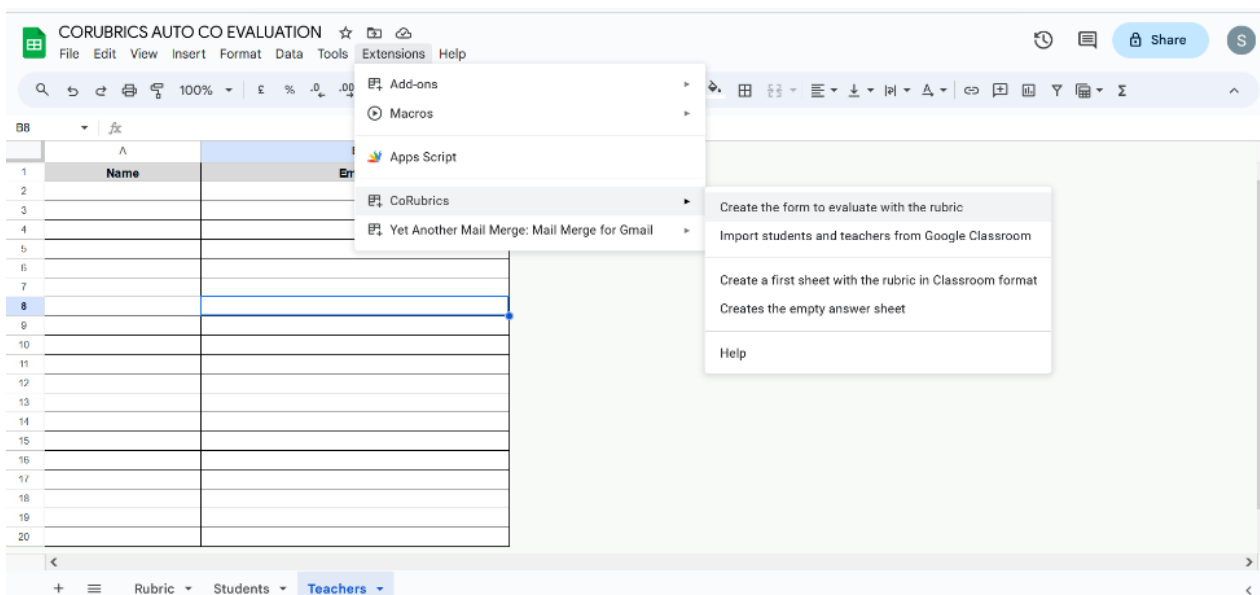 CORUBRICS AUTO CO EVALUATION
File Edit View Insert Format Data Tools Extensions Help
Share
S
100% £ % .0 .00
B8 fx
A
1 Name Em
2
3
4
5
6
7
8
9
10
11
12
13
14
15
16
17
18
19
20
Add-ons
Macros
Apps Script
CoRubrics
Yet Another Mail Merge: Mail Merge for Gmail
Create the form to evaluate with the rubric
Import students and teachers from Google Classroom
Create a first sheet with the rubric in Classroom format
Creates the empty answer sheet
Help
Rubric Students Teachers